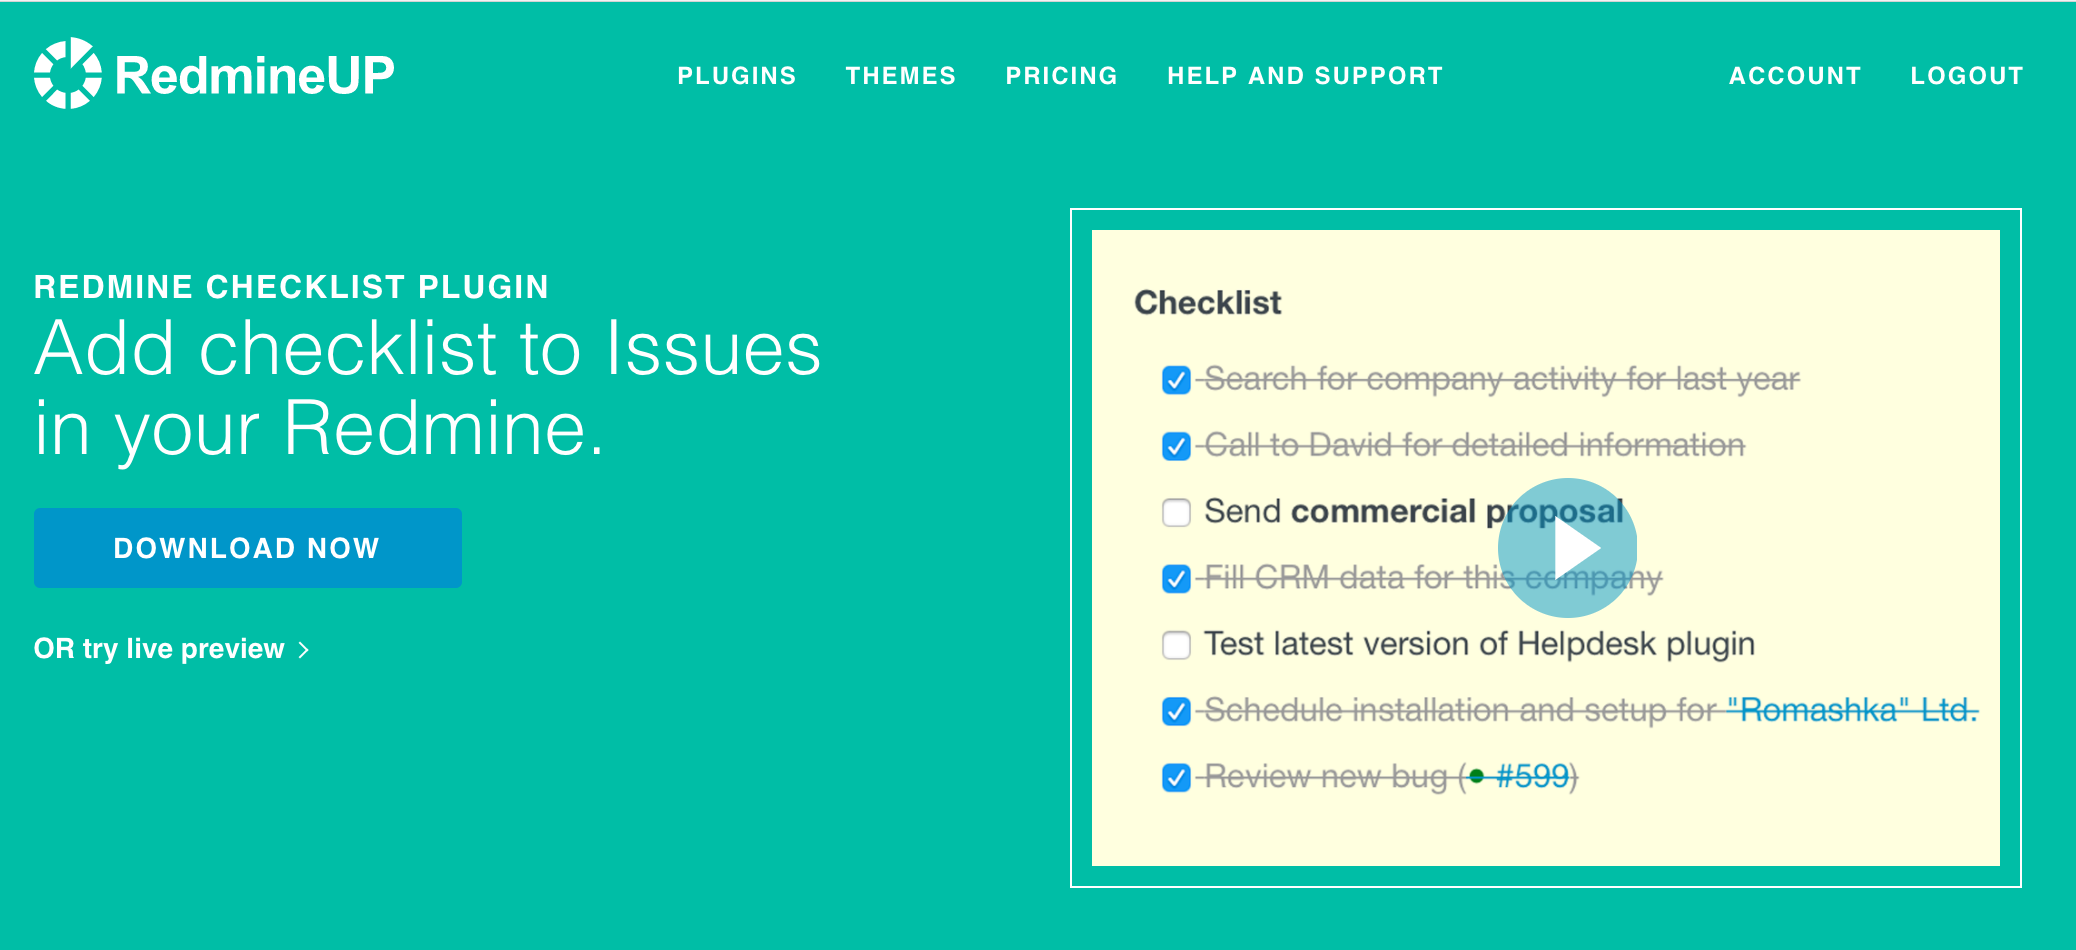 RedmineUP
PLUGINS THEMES PRICING HELP AND SUPPORT ACCOUNT LOGOUT
REDMINE CHECKLIST PLUGIN
Add checklist to Issues
in your Redmine.
DOWNLOAD NOW
OR try live preview >
Checklist
Search for company activity for last year
Call to David for detailed information
Send commercial proposal
Fill CRM data for this company
Test latest version of Helpdesk plugin
Schedule installation and setup for "Romashka" Ltd.
Review new bug (● #599)